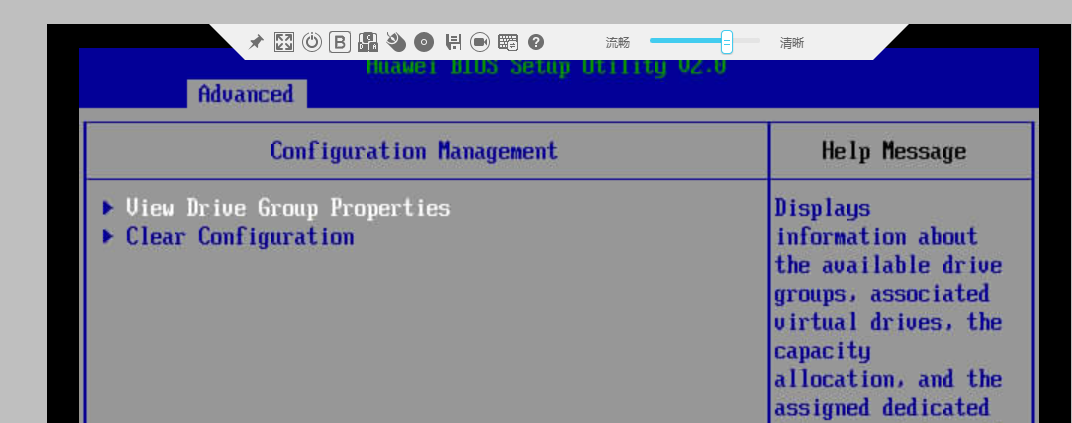 B
流畅
清晰
Huawei BIOS Setup Utility V2.0
Advanced
Configuration Management
Help Message
View Drive Group Properties
Clear Configuration
Displays
information about
the available drive
groups, associated
virtual drives, the
capacity
allocation, and the
assigned dedicated